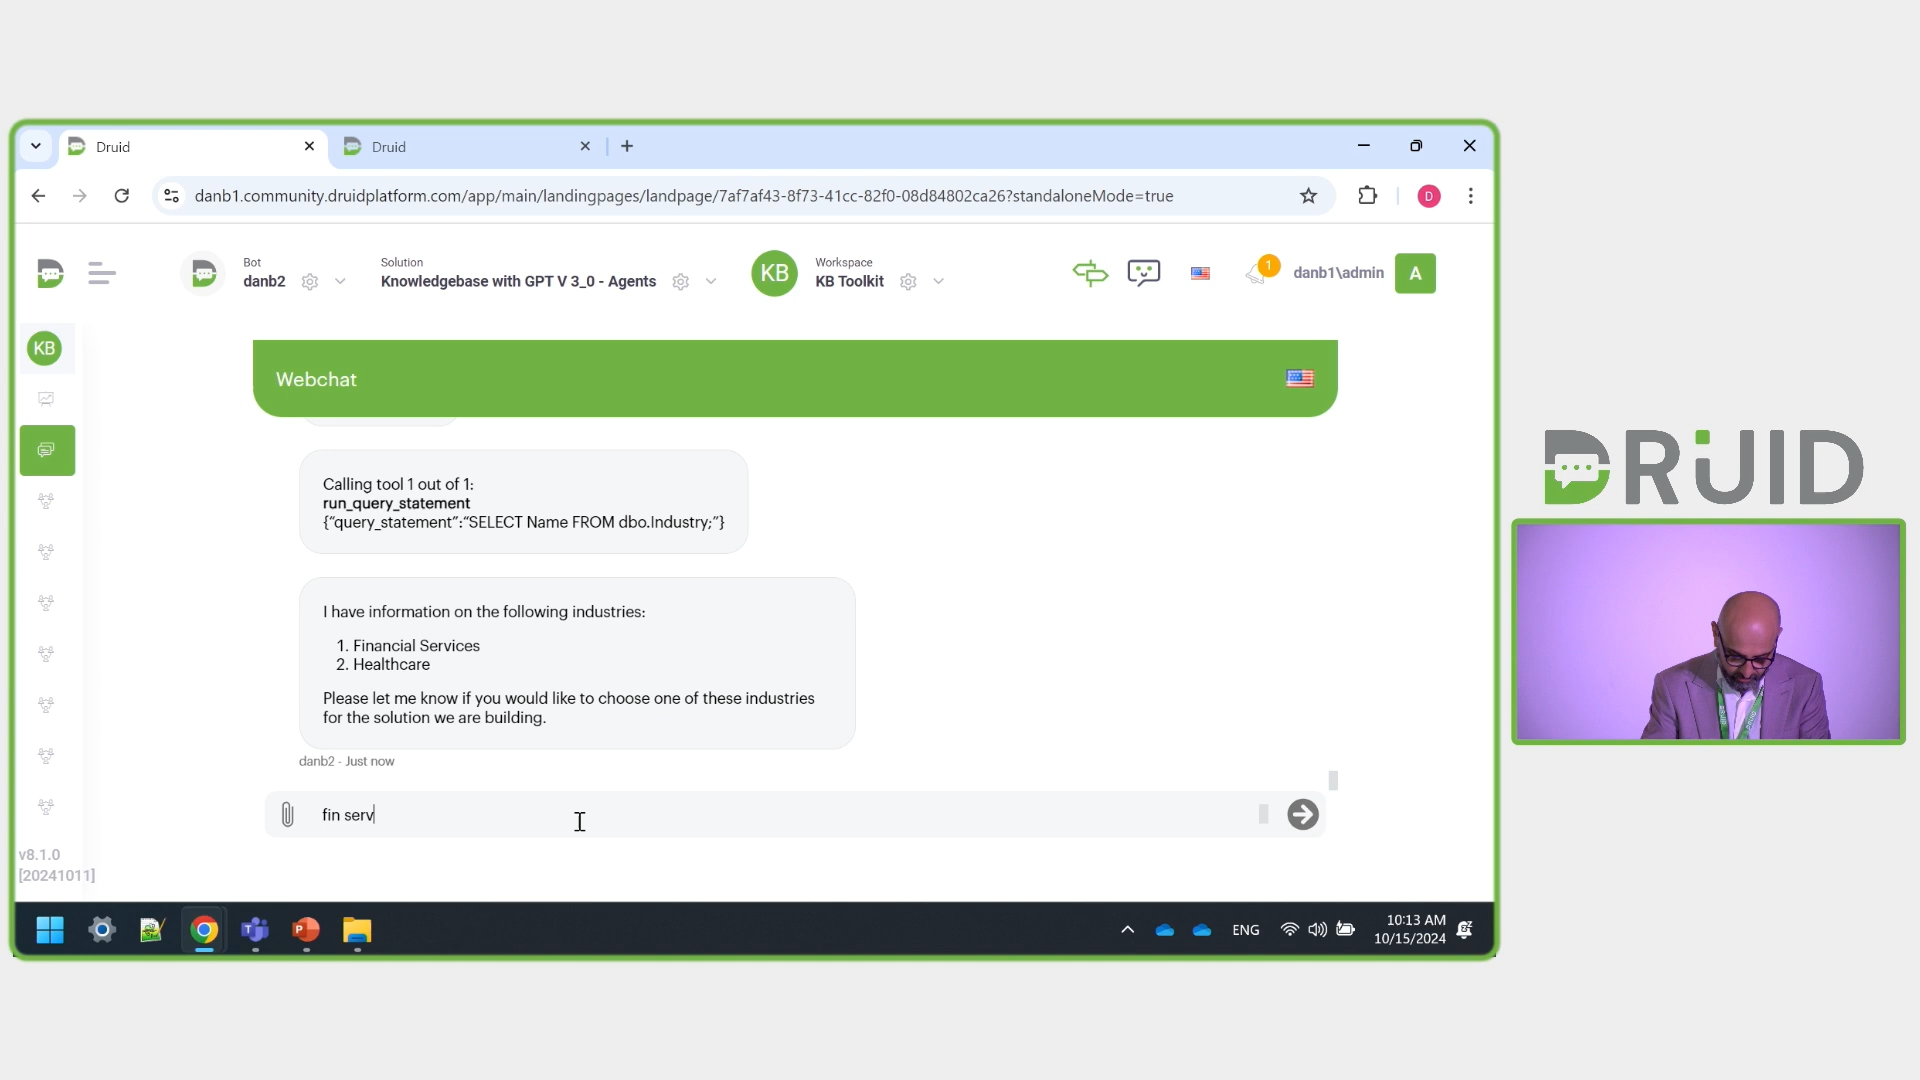 Druid
Druid
danb1.community.druidplatform.com/app/main/landingpages/landpage/7af7af43-8f73-41cc-82f0-08d84802ca26?standaloneMode=true
D
Bot
danb2
Solution
Knowledgebase with GPT V 3_0 - Agents
KB
Workspace
KB Toolkit
1
danb1\admin
A
KB
Webchat
Calling tool 1 out of 1:
run_query_statement
{“query_statement”:“SELECT Name FROM dbo.Industry;”}
I have information on the following industries:
1. Financial Services
2. Healthcare
Please let me know if you would like to choose one of these industries
for the solution we are building.
danb2 - Just now
fin serv
v8.1.0
[20241011]
ENG
10:13 AM
10/15/2024
DRUID